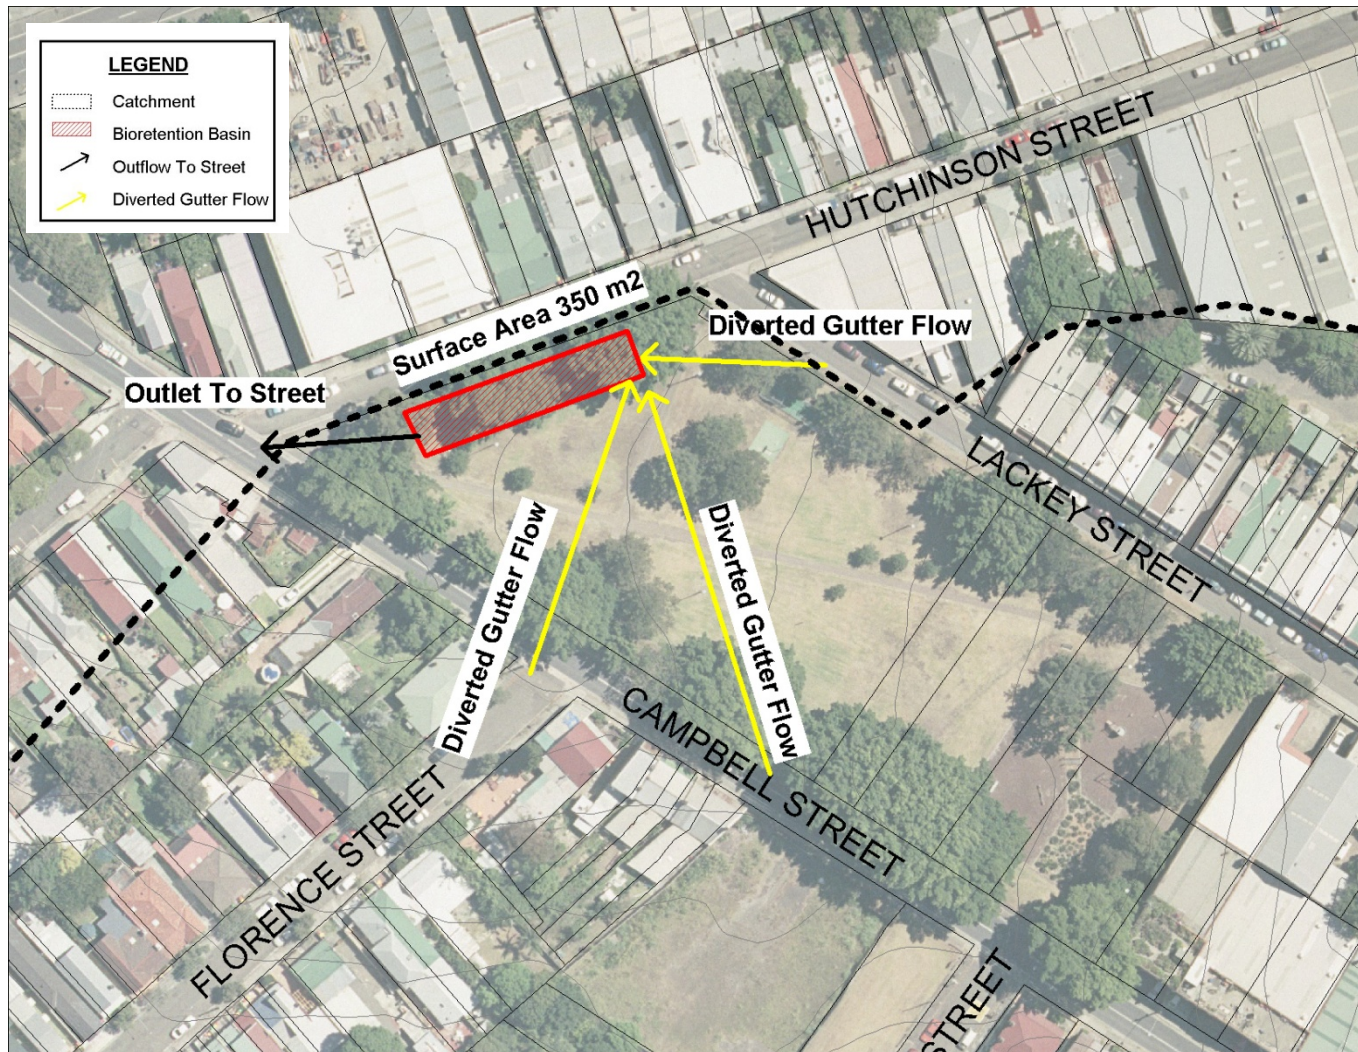 LEGEND
Catchment
Bioretention Basin
Outflow To Street
Diverted Gutter Flow
HUTCHINSON STREET
Surface Area 350 m2
Diverted Gutter Flow
Outlet To Street
LACKEY STREET
Diverted Gutter Flow
Diverted Gutter Flow
CAMPBELL STREET
FLORENCE STREET
STREET